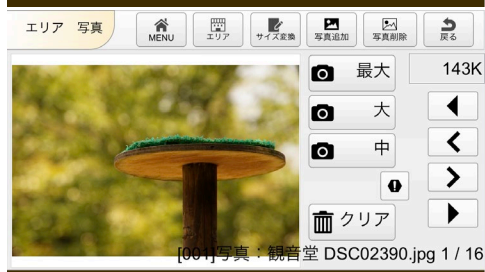 エリア 写真
MENU
エリア
サイズ変換
写真追加
写真削除
戻る
最大
143K
大
中
クリア
[001]写真：観音堂 DSC02390.jpg 1 / 16